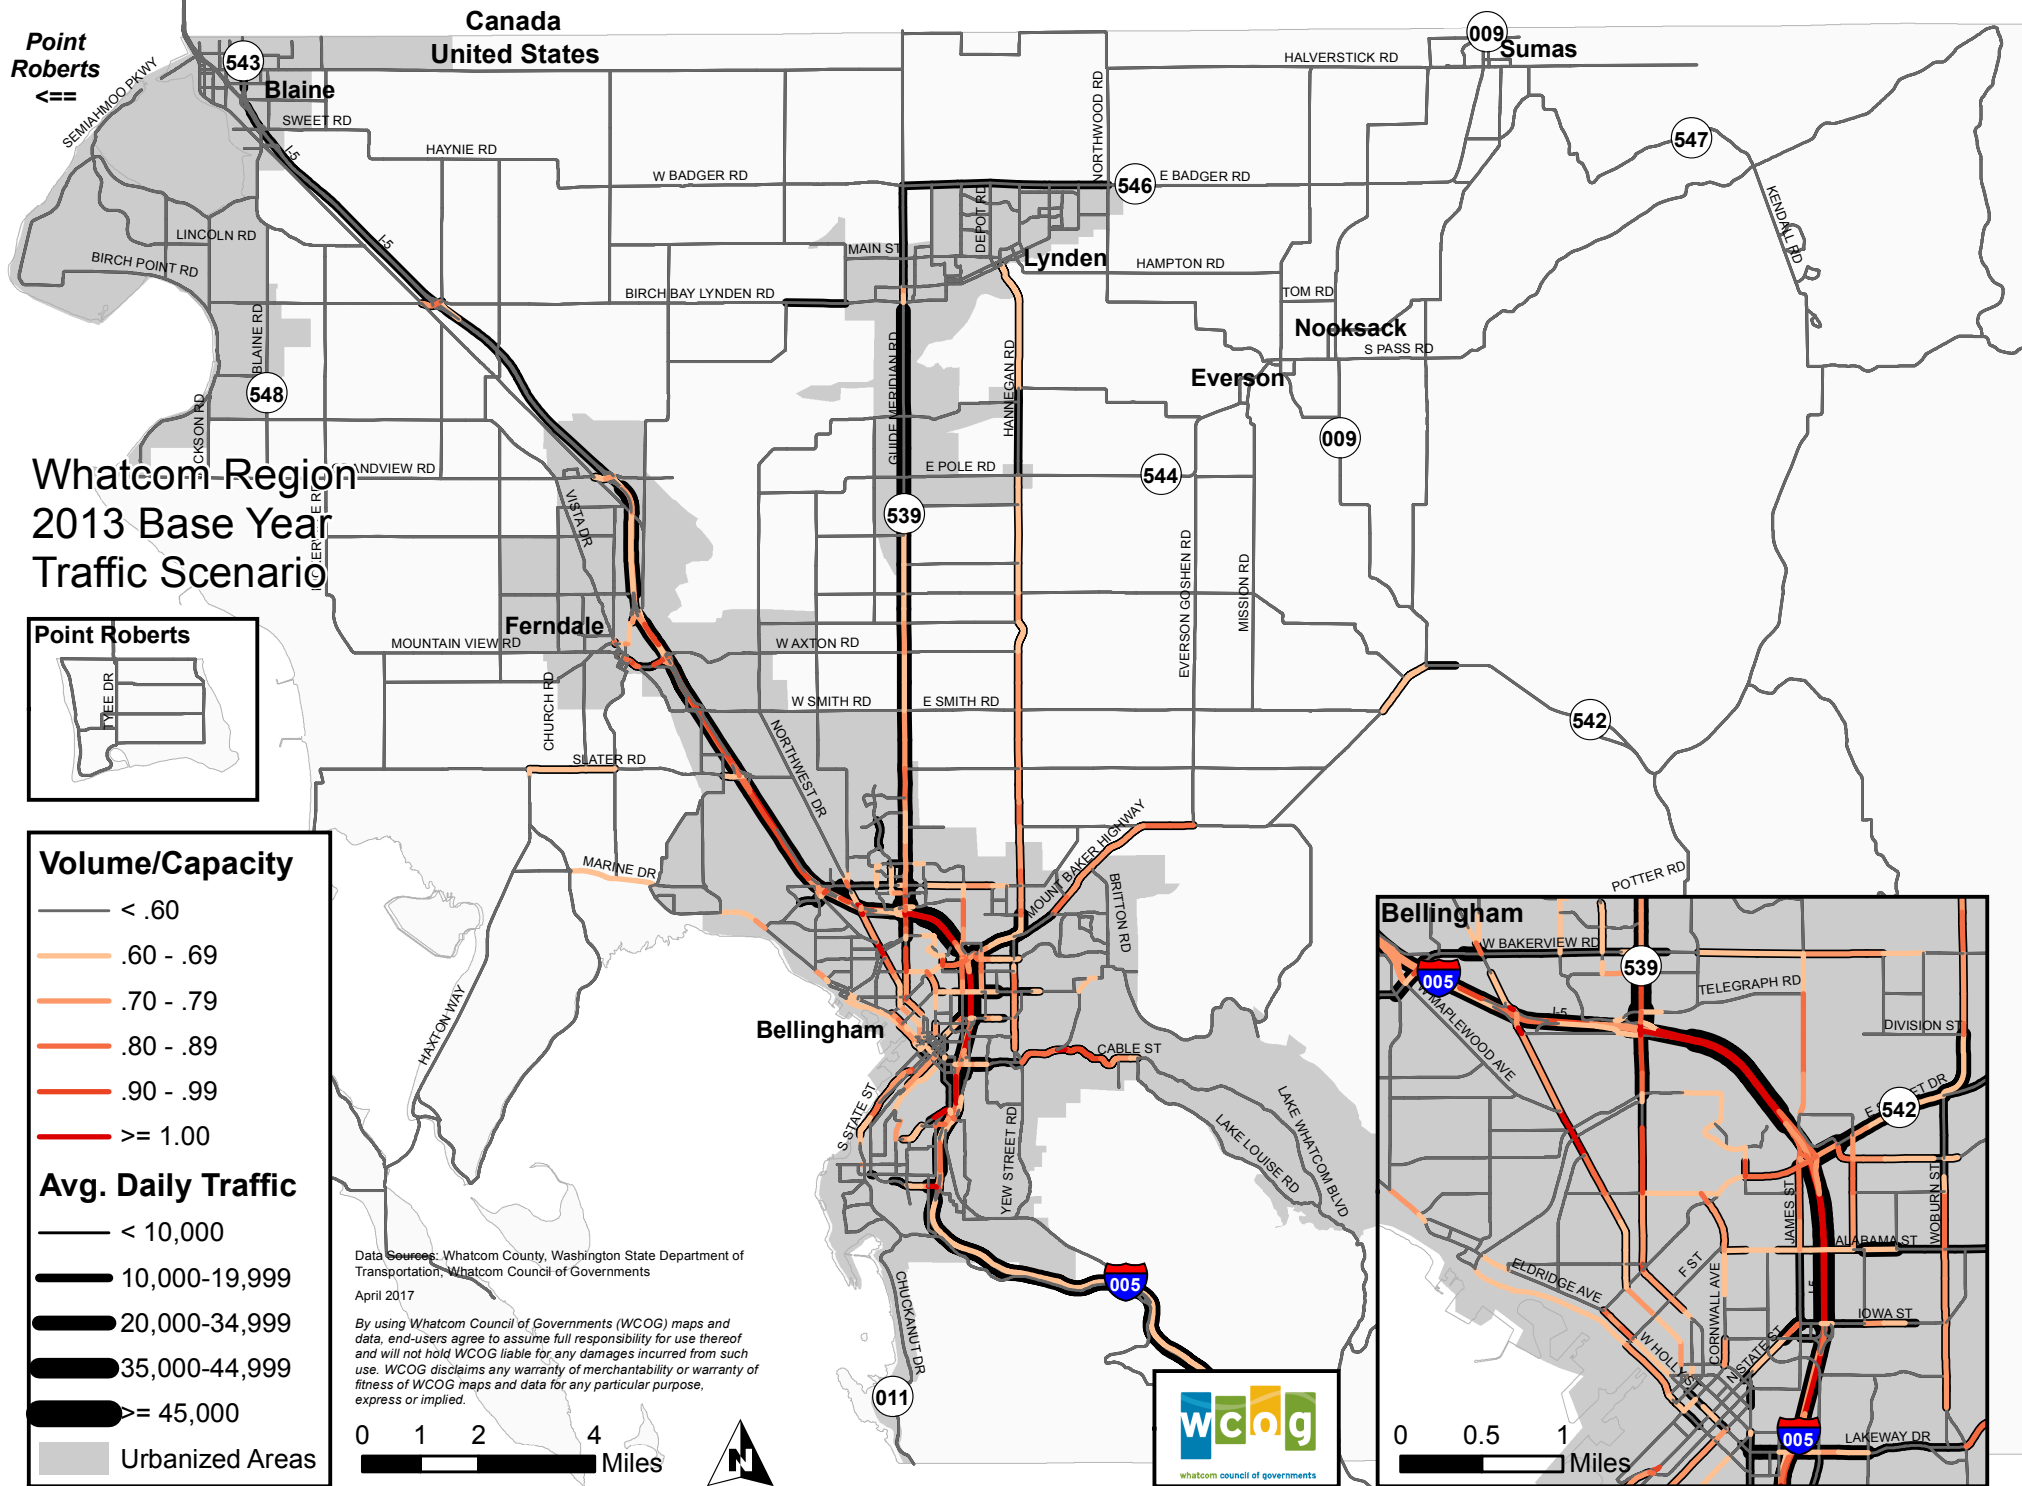 Canada
United States
Point
Roberts
<==
543
Blaine
009
Sumas
HALVERSTICK RD
SEMIAHMOO PKWY
SWEET RD
I-5
HAYNIE RD
W BADGER RD
NORTHWOOD RD
546
E BADGER RD
547
KENDALL RD
DEPOT RD
LINCOLN RD
I-5
MAIN ST
Lynden
HAMPTON RD
BIRCH POINT RD
BIRCH BAY LYNDEN RD
TOM RD
BLAINE RD
GUIDE MERIDIAN RD
HANNEGAN RD
Nooksack
S PASS RD
Everson
548
009
CKSON RD
ANDVIEW RD
E POLE RD
544
Whatcom Region
2013 Base Year
Traffic Scenario
VISTA DR
539
EVERSON GOSHEN RD
MISSION RD
Ferndale
MOUNTAIN VIEW RD
W AXTON RD
CHURCH RD
W SMITH RD
E SMITH RD
542
NORTHWEST DR
SLATER RD
Point Roberts
TYEE DR
MOUNT BAKER HIGHWAY
MARINE DR
BRITTON RD
POTTER RD
HAXTON WAY
Bellingham
CABLE ST
S STATE ST
YEW STREET RD
LAKE LOUISE RD
LAKE WHATCOM BLVD
005
CHUCKANUT DR
011
Volume/Capacity
< .60
.60 - .69
.70 - .79
.80 - .89
.90 - .99
>= 1.00
Avg. Daily Traffic
< 10,000
10,000-19,999
20,000-34,999
35,000-44,999
>= 45,000
Urbanized Areas
Data Sources: Whatcom County, Washington State Department of
Transportation, Whatcom Council of Governments
April 2017
By using Whatcom Council of Governments (WCOG) maps and
data, end-users agree to assume full responsibility for use thereof
and will not hold WCOG liable for any damages incurred from such
use. WCOG disclaims any warranty of merchantability or warranty of
fitness of WCOG maps and data for any particular purpose,
express or implied.
0 1 2 4
Miles
N
wcog
whatcom council of governments
Bellingham
W BAKERVIEW RD
539
005
TELEGRAPH RD
I-5
W MAPLEWOOD AVE
DIVISION ST
542
JAMES ST
WOBURN ST
ALABAMA ST
ELDRIDGE AVE
F ST
CORNWALL AVE
I-5
IOWA ST
W HOLLY ST
N STATE ST
005
LAKEWAY DR
0 0.5 1
Miles